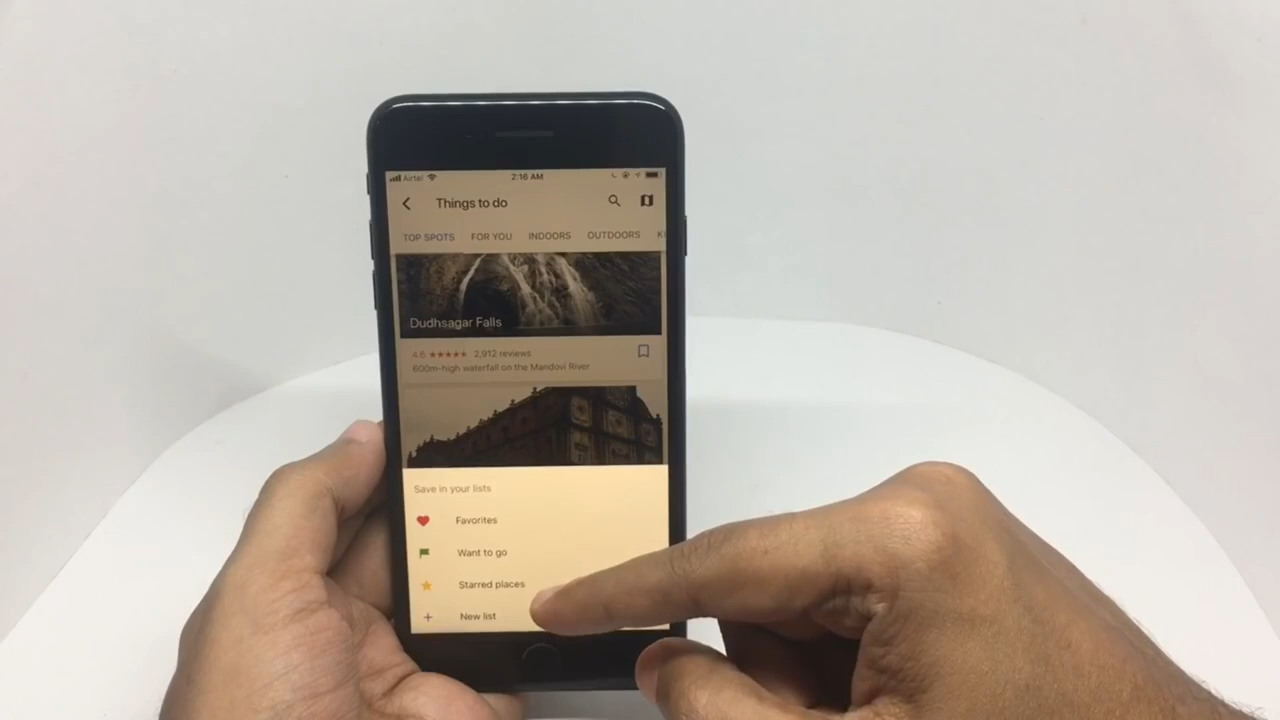 Airtel 2:16 AM
Things to do
TOP SPOTS FOR YOU INDOORS OUTDOORS KI
Dudhsagar Falls
4.6 ★★★★★ 2,912 reviews
600m-high waterfall on the Mandovi River
Save in your lists
Favorites
Want to go
Starred places
New list